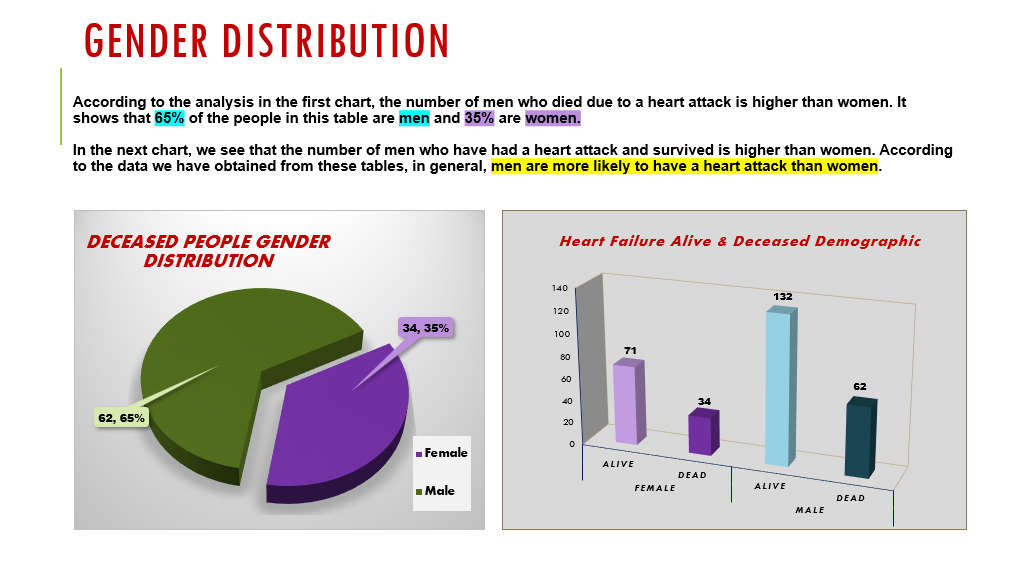 GENDER DISTRIBUTION
According to the analysis in the first chart, the number of men who died due to a heart attack is higher than women. It
shows that 65% of the people in this table are men and 35% are women.
In the next chart, we see that the number of men who have had a heart attack and survived is higher than women. According
to the data we have obtained from these tables, in general, men are more likely to have a heart attack than women.
DECEASED PEOPLE GENDER
DISTRIBUTION
34, 35%
62, 65%
Female
Male
Heart Failure Alive & Deceased Demographic
140
120
100
80
60
40
20
0
71
34
132
62
ALIVE
DEAD
ALIVE
DEAD
FEMALE
MALE